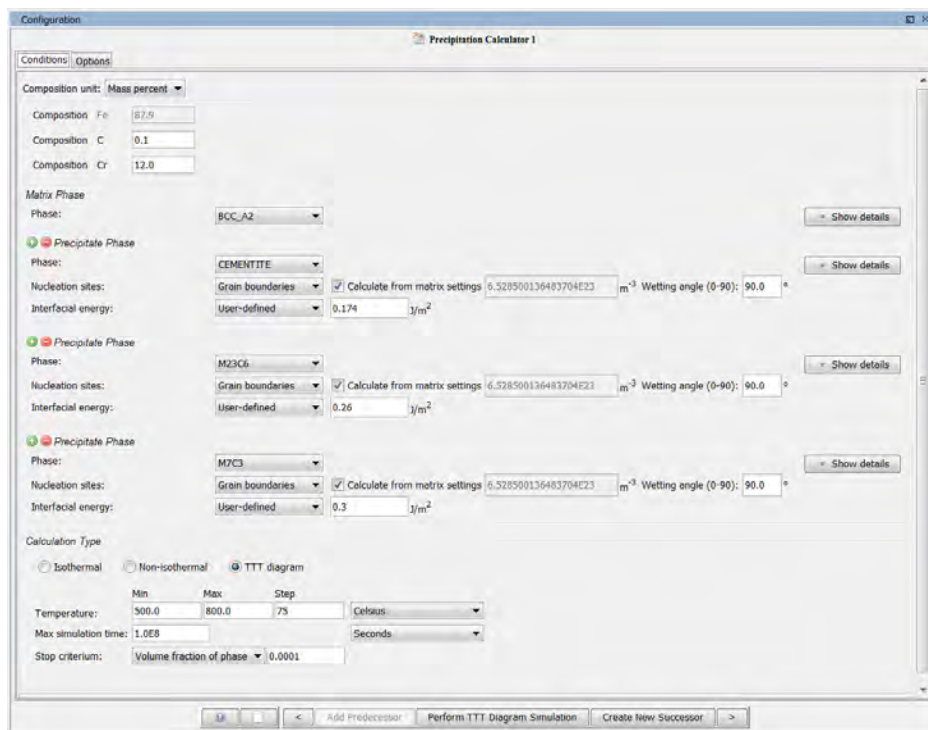 Configuration
Precipitation Calculator 1
Conditions Options
Composition unit: Mass percent
Composition Fe 87.9
Composition C 0.1
Composition Cr 12.0
Matrix Phase
Phase: BCC_A2 Show details
Precipitate Phase
Phase: CEMENTITE Show details
Nucleation sites: Grain boundaries Calculate from matrix settings 6.528500136483704E23 m-3 Wetting angle (0-90): 90.0 °
Interfacial energy: User-defined 0.174 J/m2
Precipitate Phase
Phase: M23C6 Show details
Nucleation sites: Grain boundaries Calculate from matrix settings 6.528500136483704E23 m-3 Wetting angle (0-90): 90.0 °
Interfacial energy: User-defined 0.26 J/m2
Precipitate Phase
Phase: M7C3 Show details
Nucleation sites: Grain boundaries Calculate from matrix settings 6.528500136483704E23 m-3 Wetting angle (0-90): 90.0 °
Interfacial energy: User-defined 0.3 J/m2
Calculation Type
Isothermal Non-isothermal TTT diagram
Min Max Step
Temperature: 500.0 800.0 75 Celsius
Max simulation time: 1.0E8 Seconds
Stop criterium: Volume fraction of phase 0.0001
< Add Predecessor Perform TTT Diagram Simulation Create New Successor >